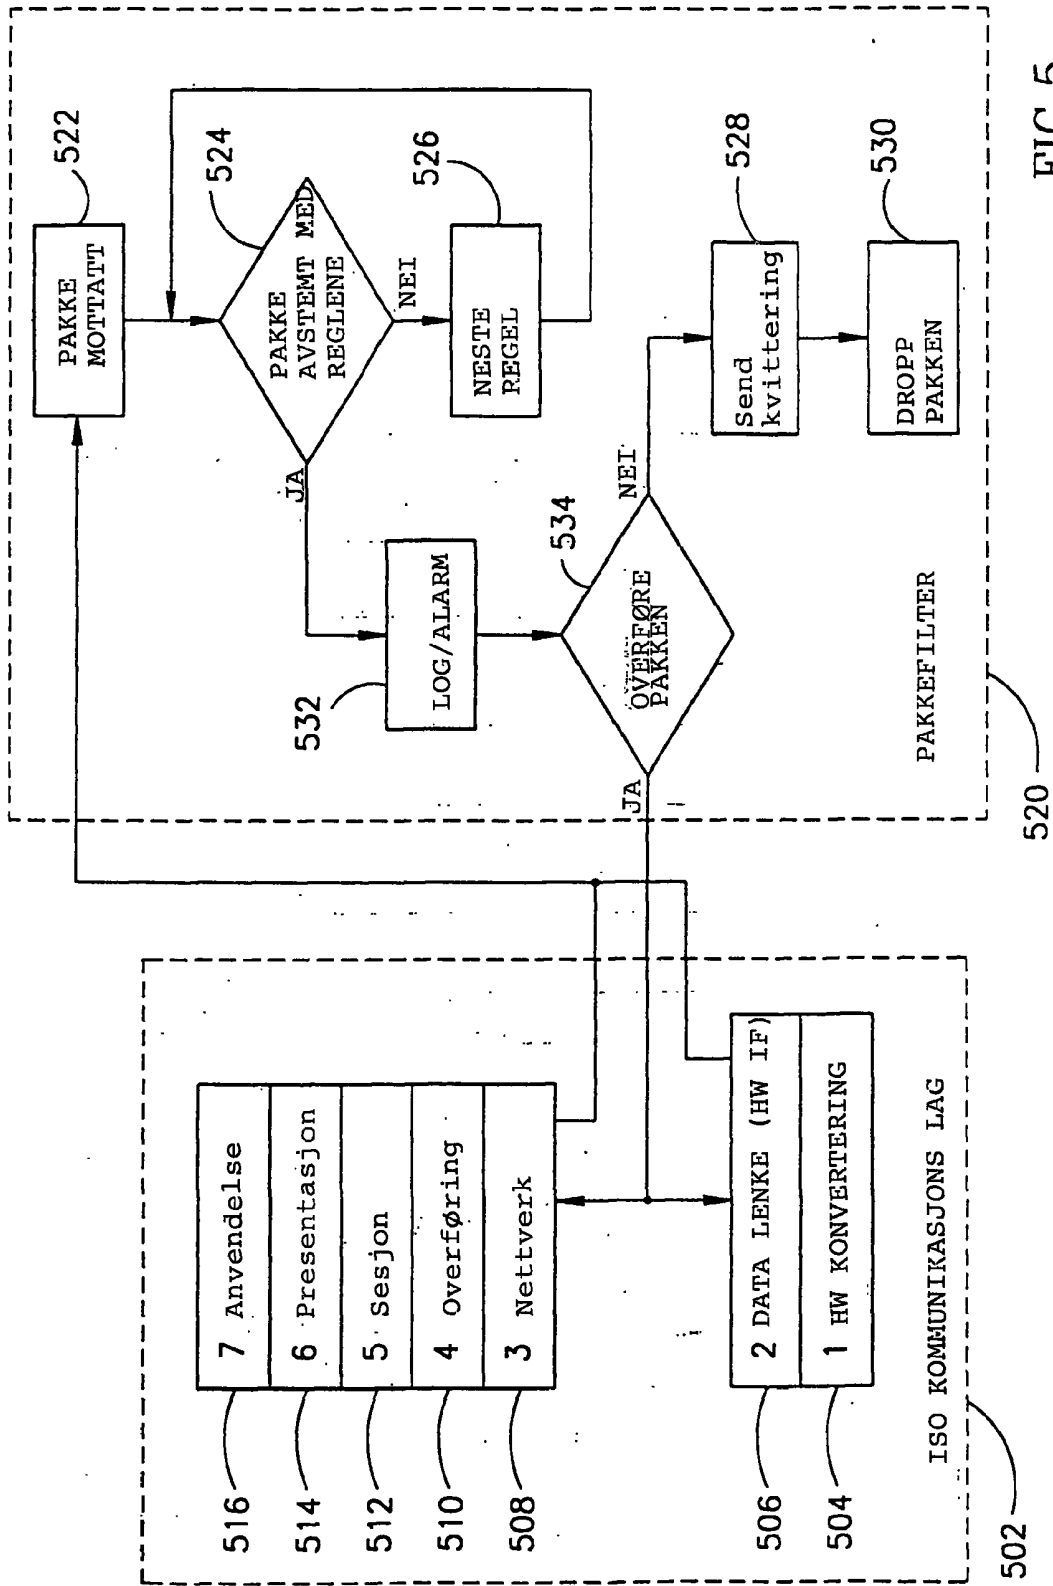 516
7 Anvendelse
514
6 Presentasjon
512
5 Sesjon
510
4 Overføring
508
3 Nettverk
506
2 DATA LENKE (HW IF)
504
1 HW KONVERTERING
ISO KOMMUNIKASJONS LAG
502
PAKKE
MOTTATT
522
PAKKE
AVSTEMT MED
REGLENE
524
JA
NEI
NESTE
REGEL
526
LOG/ALARM
532
OVERFØRE
PAKKEN
534
JA
NEI
Send
kvittering
528
DROPP
PAKKEN
530
PAKKEFILTER
520
FIG.5